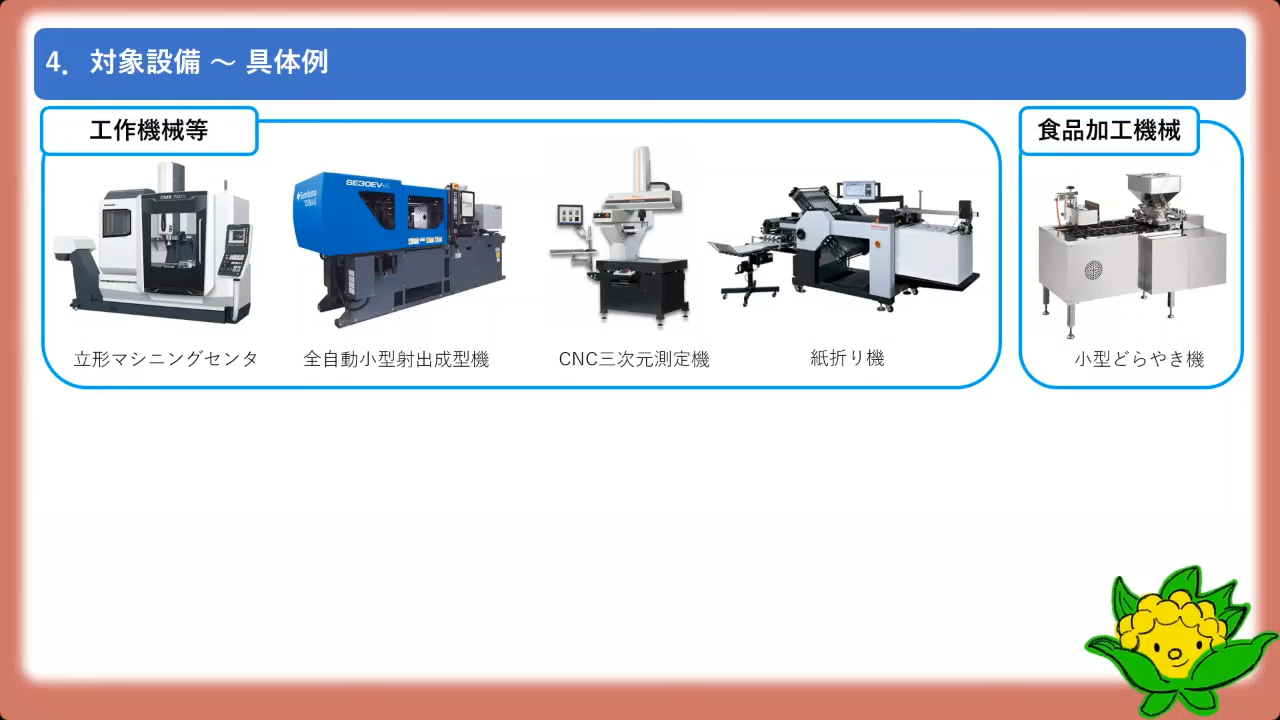 4. 対象設備 ～ 具体例
工作機械等
食品加工機械
SE30EV-A
Sumitomo
立形マシニングセンタ
全自動小型射出成型機
CNC三次元測定機
紙折り機
小型どらやき機